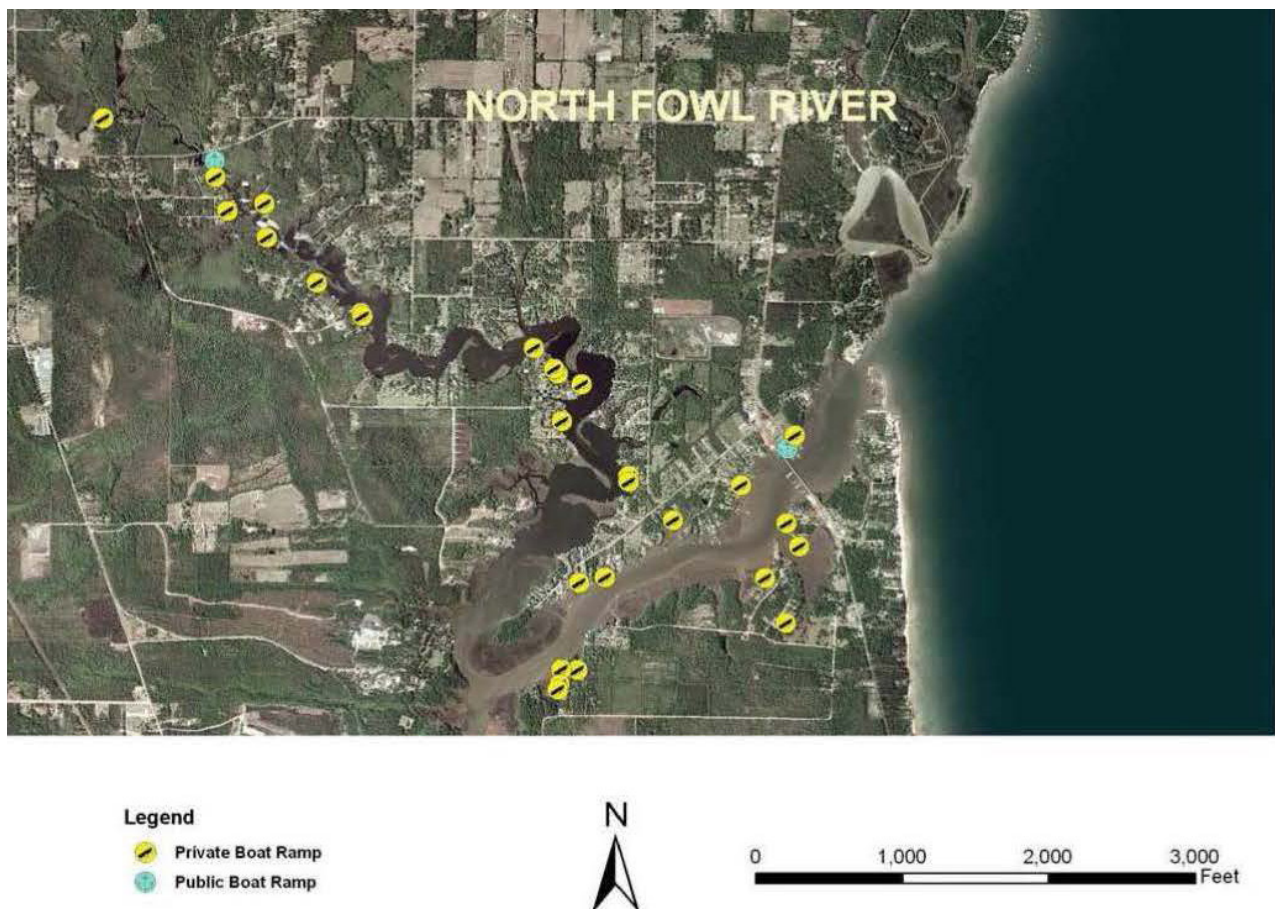 NORTH FOWL RIVER
Legend
Private Boat Ramp
Public Boat Ramp
N
0 1,000 2,000 3,000
Feet